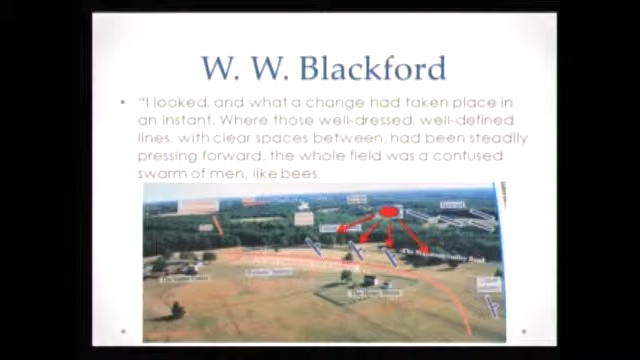 W. W. Blackford
• "I looked, and what a change had taken place in
an instant. Where those well-dressed, well-defined
lines, with clear spaces between, had been steadily
pressing forward, the whole field was a confused
swarm of men, like bees.
The Henry House